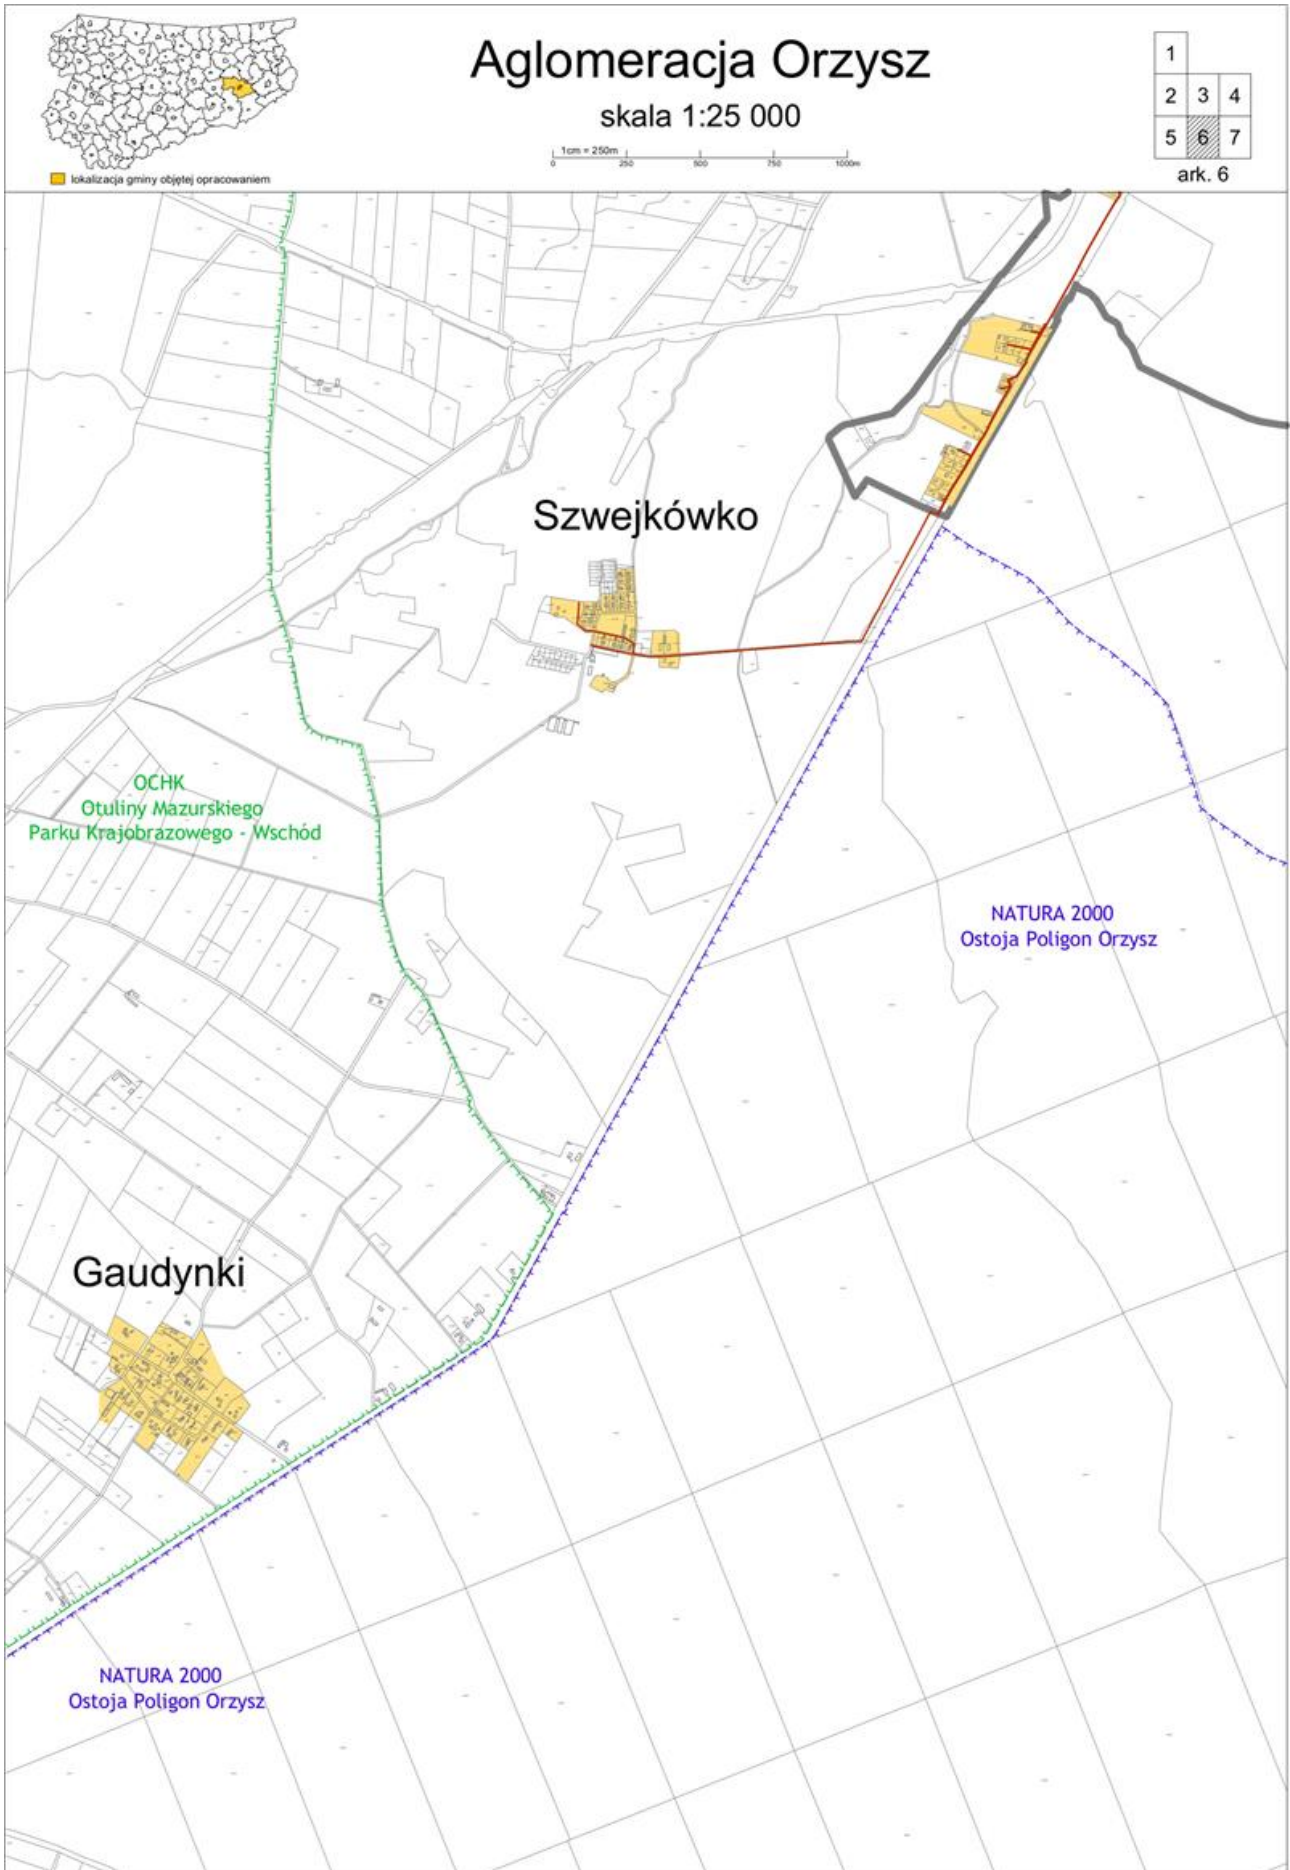 Aglomeracja Orzysz
skala 1:25 000
1cm = 250m
0 250 500 750 1000m
lokalizacja gminy objętej opracowaniem
1
2 3 4
5 6 7
ark. 6
Szwejkówko
OCHK
Otuliny Mazurskiego
Parku Krajobrazowego - Wschód
NATURA 2000
Ostoja Poligon Orzysz
Gaudynki
NATURA 2000
Ostoja Poligon Orzysz